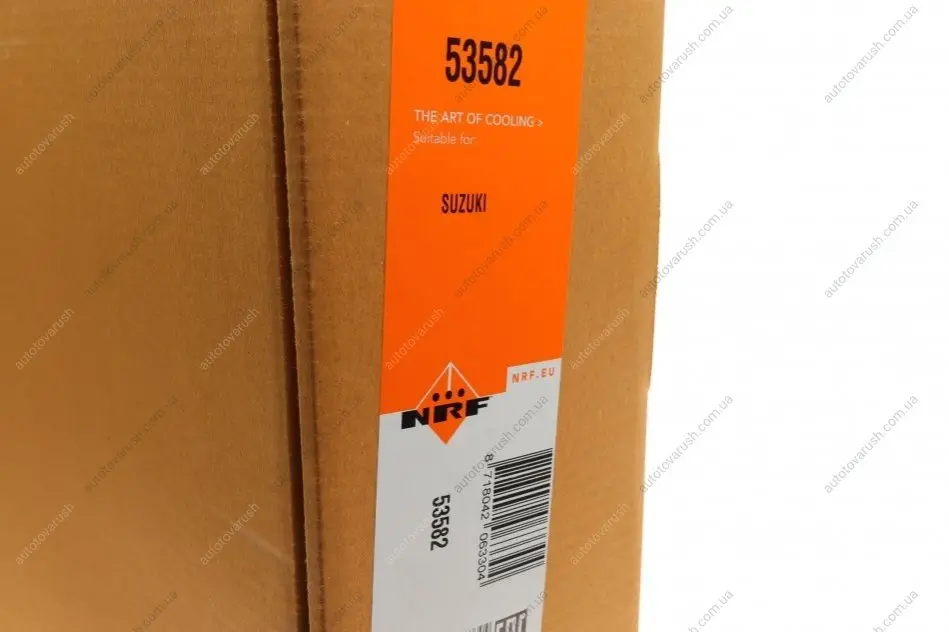 53582
THE ART OF COOLING >
Suitable for:
SUZUKI
NRF.EU
NRF
53582
8 718042 063304
autotovarush.com.ua